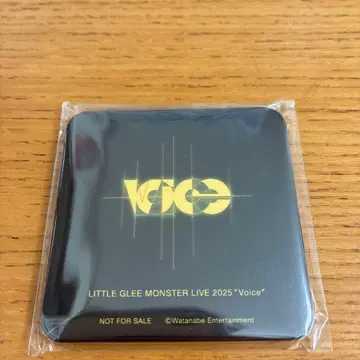 Voice
LITTLE GLEE MONSTER LIVE 2025 "Voice"
NOT FOR SALE ©Watanabe Entertainment